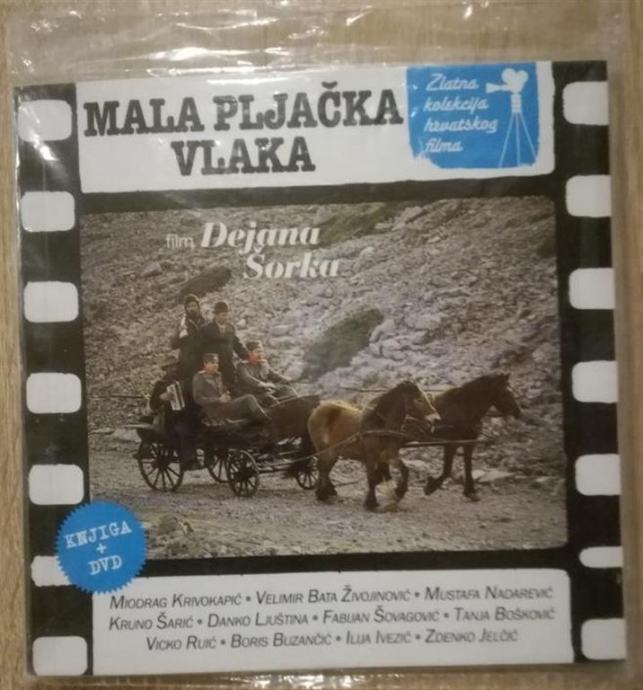 MALA PLJAČKA
VLAKA
Zlatna
kolekcija
hrvatskog
filma
film Dejana
Šorka
KNJIGA
+
DVD
MIODRAG KRIVOKAPIĆ • VELIMIR BATA ŽIVOJINOVIĆ • MUSTAFA NADAREVIĆ
KRUNO ŠARIĆ • DANKO LJUŠTINA • FABIJAN ŠOVAGOVIĆ • TANJA BOŠKOVIĆ
VICKO RUIĆ • BORIS BUZANČIĆ • ILIJA IVEZIĆ • ZDENKO JELČIĆ